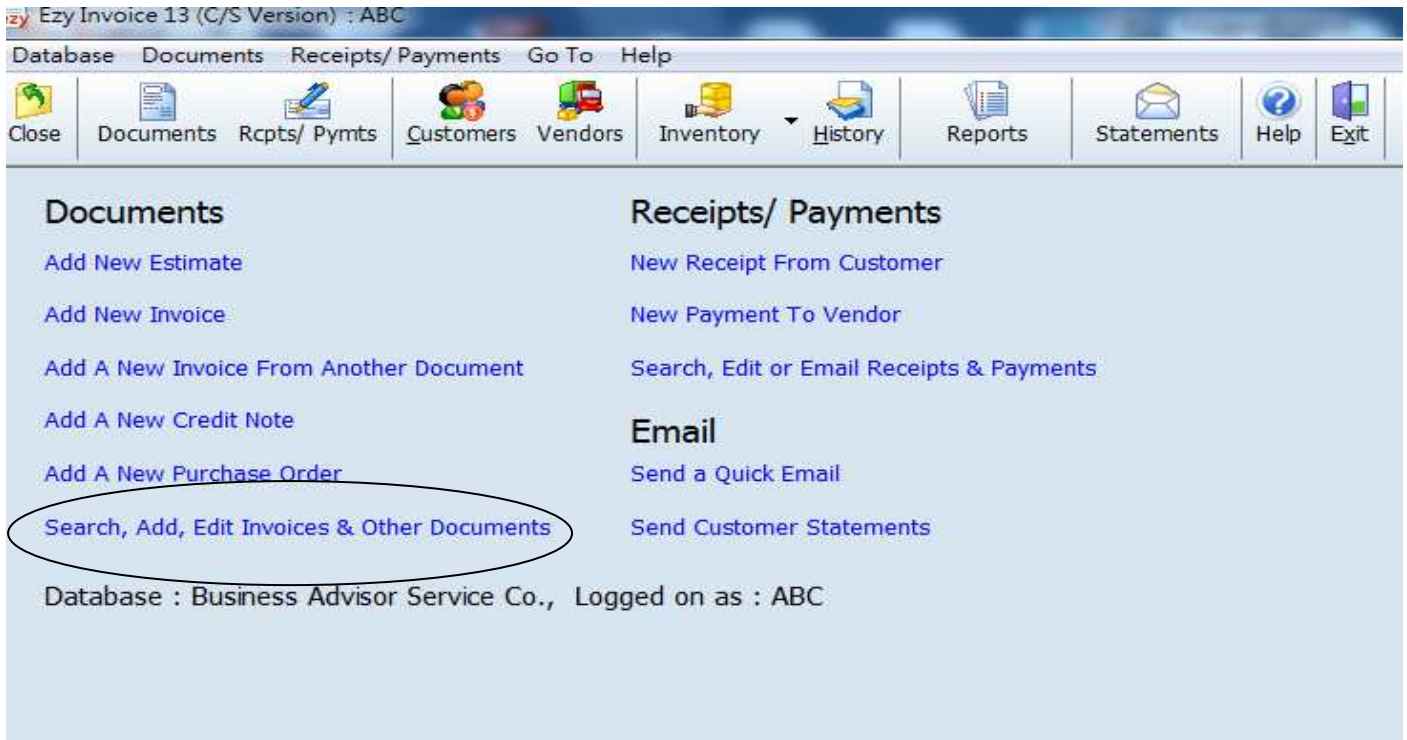 ezy Ezy Invoice 13 (C/S Version) : ABC
Database Documents Receipts/ Payments Go To Help
Close Documents Rcpts/ Pymts Customers Vendors Inventory History Reports Statements Help Exit
Documents
Add New Estimate
Add New Invoice
Add A New Invoice From Another Document
Add A New Credit Note
Add A New Purchase Order
Search, Add, Edit Invoices & Other Documents
Receipts/ Payments
New Receipt From Customer
New Payment To Vendor
Search, Edit or Email Receipts & Payments
Email
Send a Quick Email
Send Customer Statements
Database : Business Advisor Service Co., Logged on as : ABC